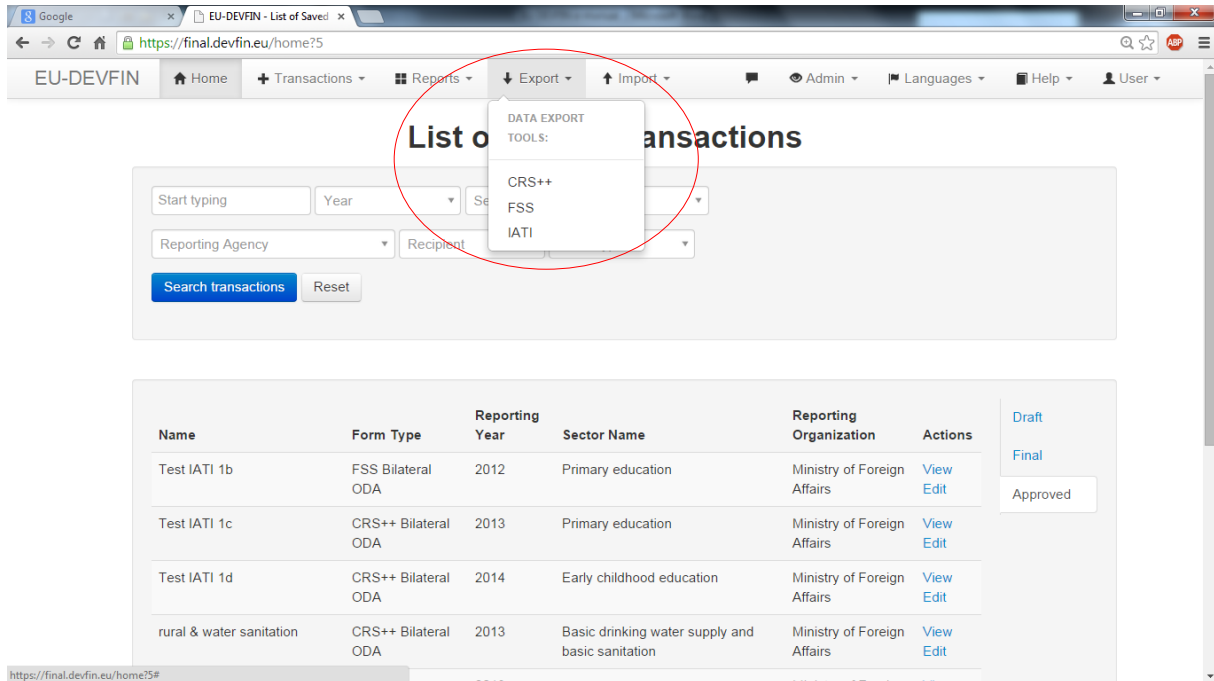 Google
EU-DEVFIN - List of Saved
https://final.devfin.eu/home?5
ABP
EU-DEVFIN
Home
Transactions
Reports
Export
Import
Admin
Languages
Help
User
DATA EXPORT
TOOLS:
CRS++
FSS
IATI
List
Start typing
Year
Reporting Agency
Recipient
Search transactions
Reset
Name Form Type Reporting Year Sector Name Reporting Organization Actions
Test IATI 1b FSS Bilateral ODA 2012 Primary education Ministry of Foreign Affairs View Edit
Test IATI 1c CRS++ Bilateral ODA 2013 Primary education Ministry of Foreign Affairs View Edit
Test IATI 1d CRS++ Bilateral ODA 2014 Early childhood education Ministry of Foreign Affairs View Edit
rural & water sanitation CRS++ Bilateral ODA 2013 Basic drinking water supply and basic sanitation Ministry of Foreign Affairs View Edit
Draft
Final
Approved
https://final.devfin.eu/home?5#